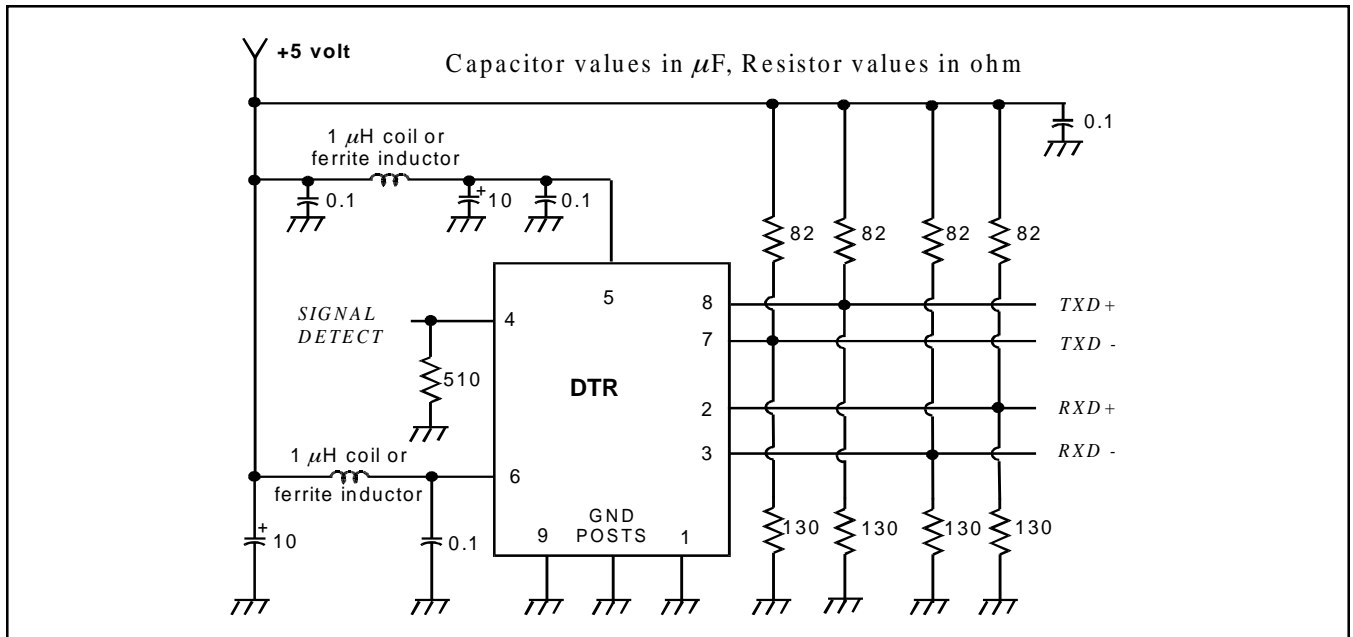 +5 volt
Capacitor values in μF, Resistor values in ohm
0.1
1 μH coil or
ferrite inductor
0.1
+
10
0.1
82
82
82
82
5
SIGNAL
DETECT
4
8
TXD+
7
TXD -
510
DTR
2
RXD+
3
RXD -
1 μH coil or
ferrite inductor
6
+
10
0.1
GND
POSTS
9
1
130
130
130
130